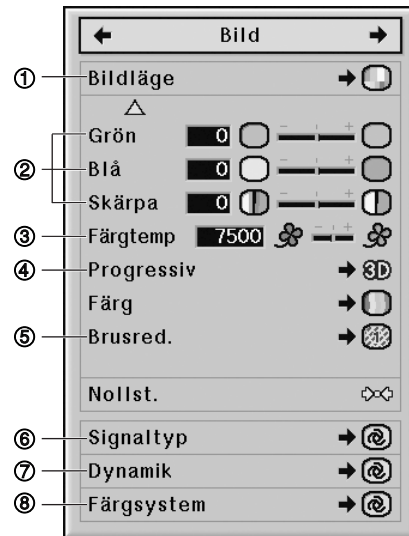 Bild
① Bildläge
② Grön 0 - +
Blå 0 - +
Skärpa 0 - +
③ Färgtemp 7500 - +
④ Progressiv 3D
Färg
⑤ Brusred. 1
Nollst.
⑥ Signaltyp
⑦ Dynamik
⑧ Färgsystem